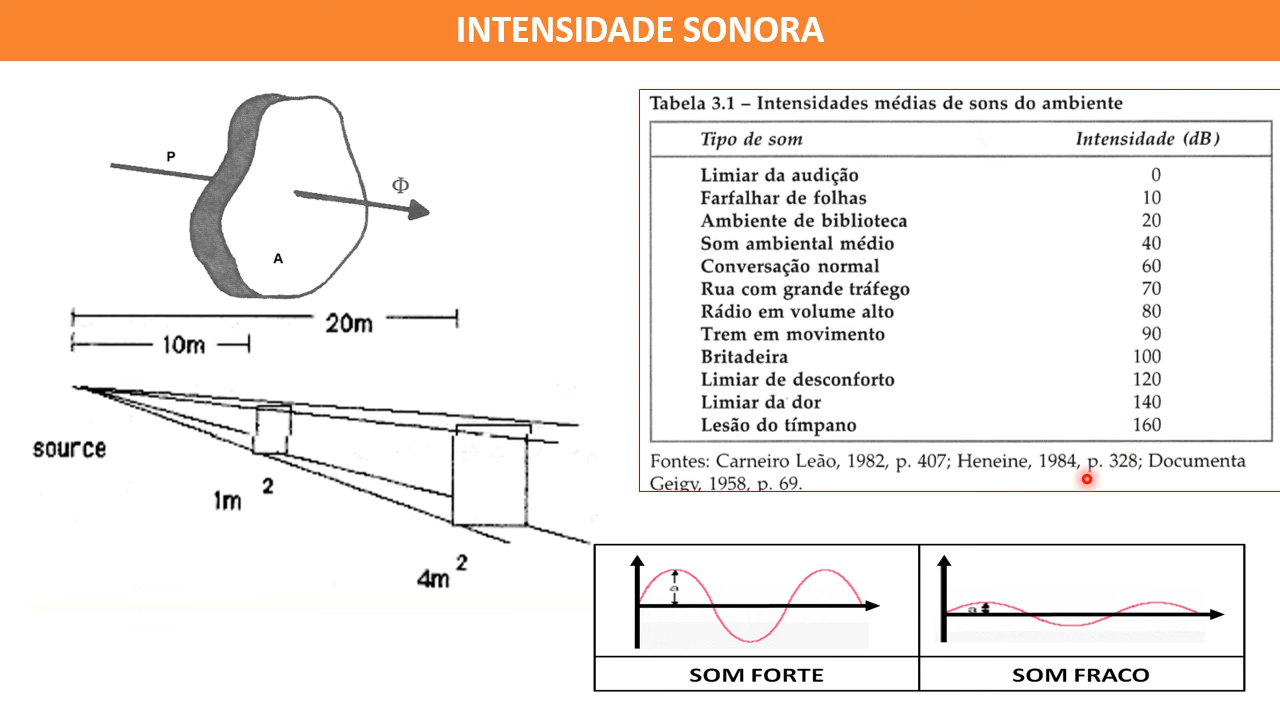 INTENSIDADE SONORA
P
Φ
A
20m
10m
source
1m 2
4m 2
Tabela 3.1 – Intensidades médias de sons do ambiente
Tipo de som Intensidade (dB)
Limiar da audição 0
Farfalhar de folhas 10
Ambiente de biblioteca 20
Som ambiental médio 40
Conversação normal 60
Rua com grande tráfego 70
Rádio em volume alto 80
Trem em movimento 90
Britadeira 100
Limiar de desconforto 120
Limiar da dor 140
Lesão do tímpano 160
Fontes: Carneiro Leão, 1982, p. 407; Heneine, 1984, p. 328; Documenta
Geigy, 1958, p. 69.
a
a
SOM FORTE
SOM FRACO